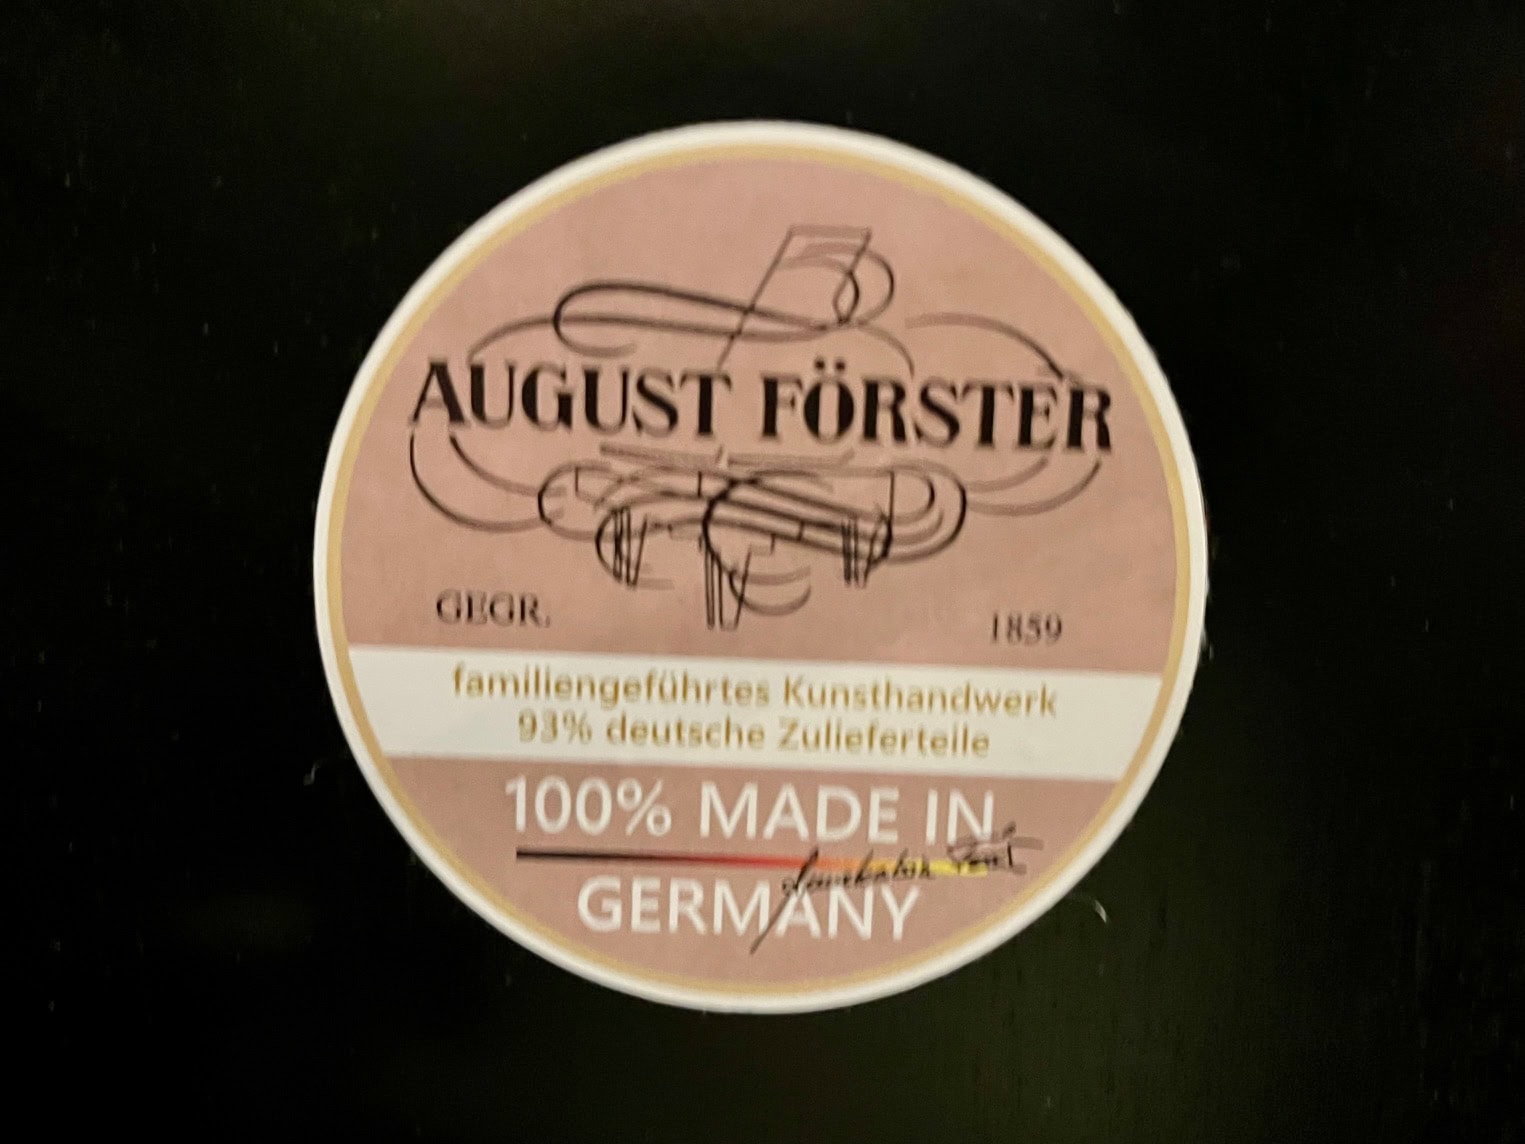 AUGUST FÖRSTER
GEGR. 1859
familiengeführtes Kunsthandwerk
93% deutsche Zulieferteile
100% MADE IN
GERMANY